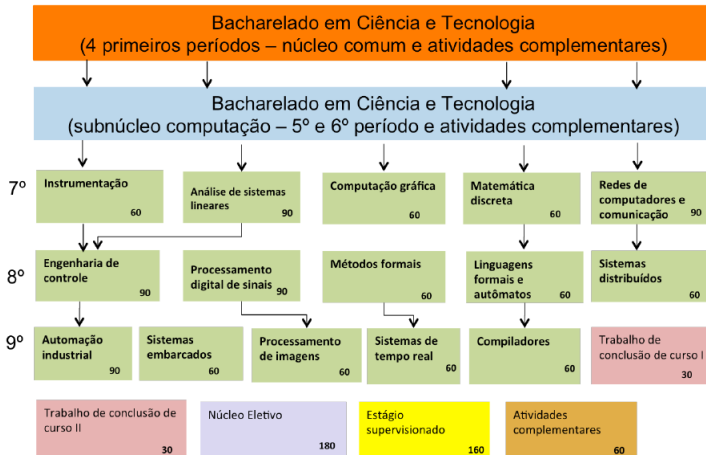 Bacharelado em Ciência e Tecnologia
(4 primeiros períodos – núcleo comum e atividades complementares)
Bacharelado em Ciência e Tecnologia
(subnúcleo computação – 5º e 6º período e atividades complementares)
7º
Instrumentação
60
Análise de sistemas
lineares
90
Computação gráfica
60
Matemática
discreta
60
Redes de
computadores e
comunicação
90
8º
Engenharia de
controle
90
Processamento
digital de sinais
90
Métodos formais
60
Linguagens
formais e
autômatos
60
Sistemas
distribuídos
60
9º
Automação
industrial
90
Sistemas
embarcados
60
Processamento
de imagens
60
Sistemas de
tempo real
60
Compiladores
60
Trabalho de
conclusão de curso I
30
Trabalho de conclusão de
curso II
30
Núcleo Eletivo
180
Estágio
supervisionado
160
Atividades
complementares
60